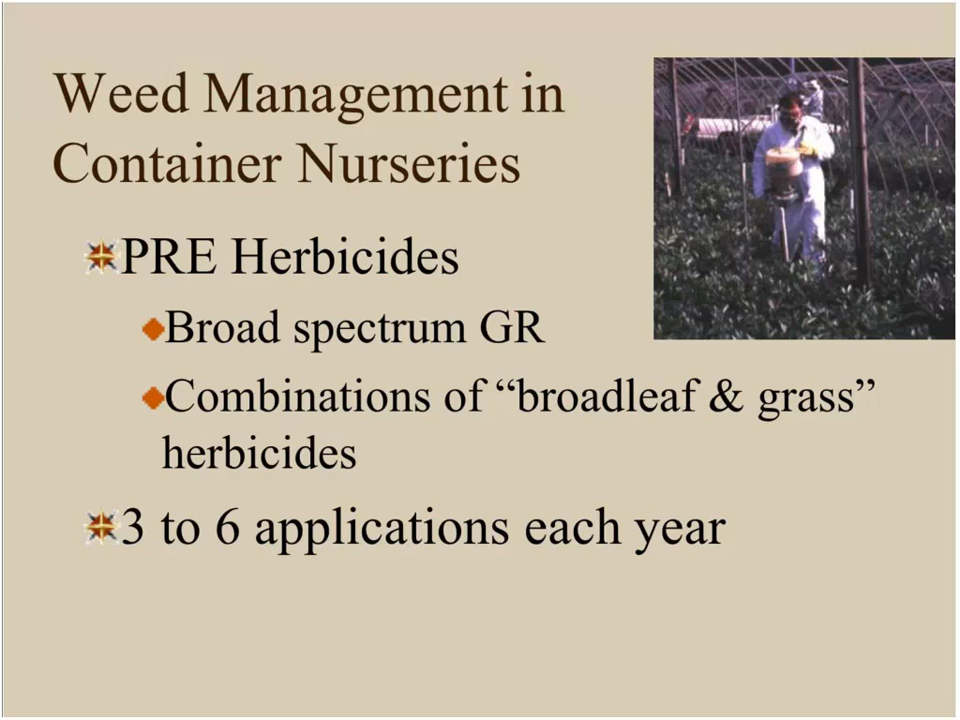 Weed Management in
Container Nurseries
PRE Herbicides
Broad spectrum GR
Combinations of “broadleaf & grass”
herbicides
3 to 6 applications each year